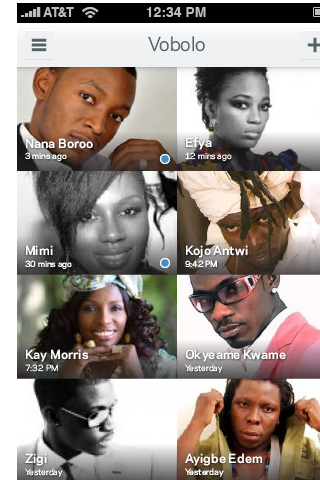 AT&T 12:34 PM
Vobolo
Nana Boroo
3 mins ago
Efya
12 mins ago
Mimi
30 mins ago
Kojo Antwi
9:42 PM
Kay Morris
7:32 PM
Okyeame Kwame
Yesterday
Zigi
Yesterday
Ayigbe Edem
Yesterday